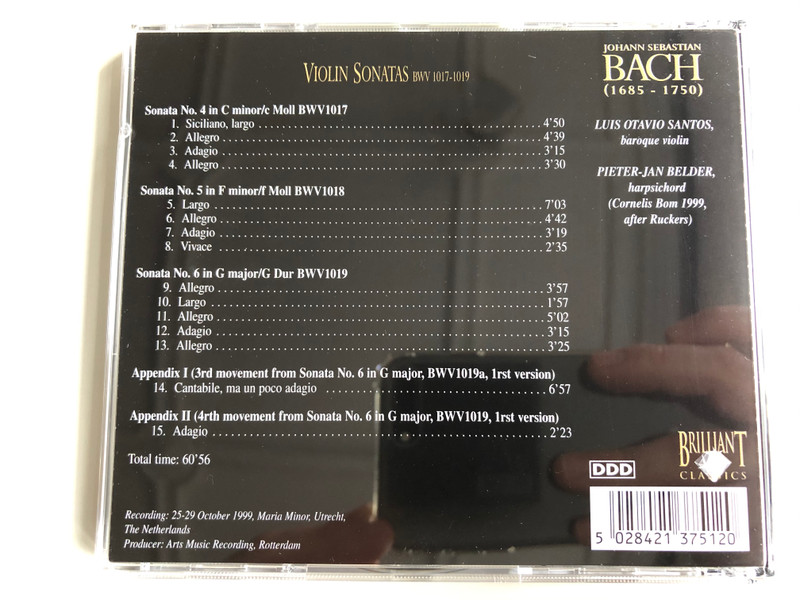 VIOLIN SONATAS BWV 1017-1019
Sonata No. 4 in C minor/c Moll BWV1017
1. Siciliano, largo 4'50
2. Allegro 4'39
3. Adagio 3'15
4. Allegro 3'30
Sonata No. 5 in F minor/f Moll BWV1018
5. Largo 7'03
6. Allegro 4'42
7. Adagio 3'19
8. Vivace 2'35
Sonata No. 6 in G major/G Dur BWV1019
9. Allegro 3'57
10. Largo 1'57
11. Allegro 5'02
12. Adagio 3'15
13. Allegro 3'25
Appendix I (3rd movement from Sonata No. 6 in G major, BWV1019a, 1rst version)
14. Cantabile, ma un poco adagio 6'57
Appendix II (4rth movement from Sonata No. 6 in G major, BWV1019, 1rst version)
15. Adagio 2'23
Total time: 60'56
Recording: 25-29 October 1999, Maria Minor, Utrecht,
The Netherlands
Producer: Arts Music Recording, Rotterdam
JOHANN SEBASTIAN
BACH
(1685 - 1750)
LUIS OTAVIO SANTOS,
baroque violin
PIETER-JAN BELDER,
harpsichord
(Cornelis Bom 1999,
after Ruckers)
BRILLIANT
CLASSICS
DDD
5 028421 375120